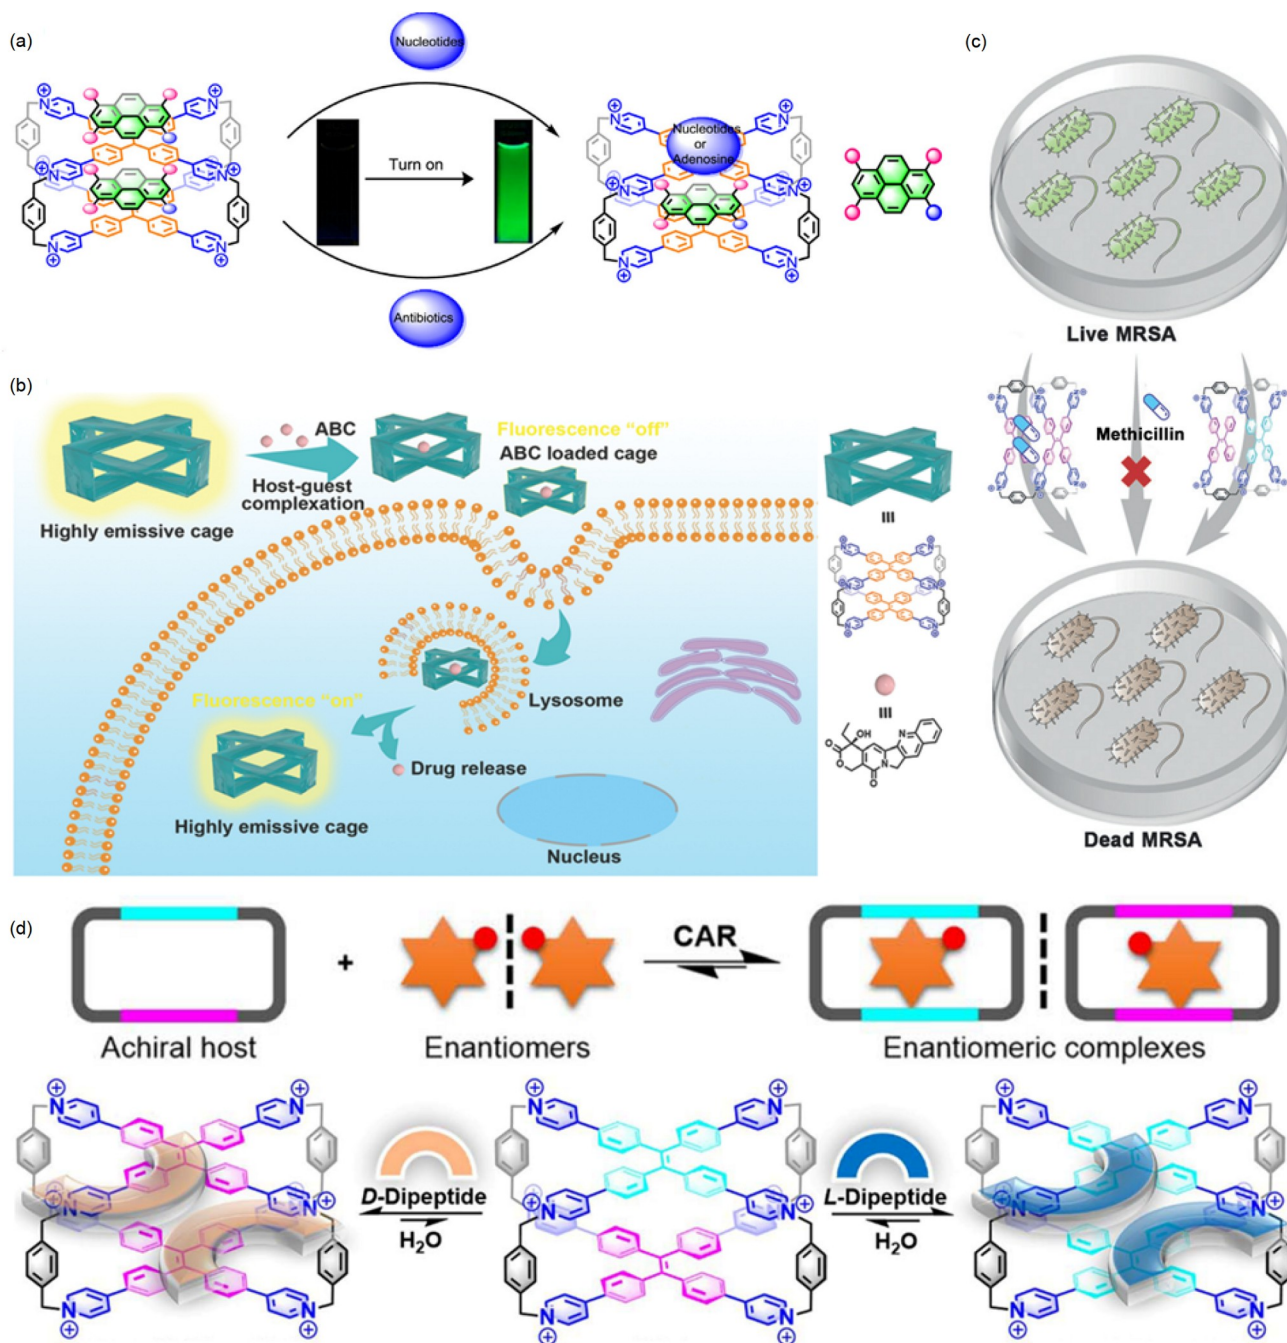 (a)
Nucleotides
Turn on
Antibiotics
Nucleotides
or
Adenosine
(c)
Live MRSA
Methicillin
Dead MRSA
(b)
ABC
Host-guest
complexation
Highly emissive cage
Fluorescence "off"
ABC loaded cage
Lysosome
Fluorescence "on"
Drug release
Highly emissive cage
Nucleus
(d)
+
CAR
Achiral host
Enantiomers
Enantiomeric complexes
D-Dipeptide
H₂O
L-Dipeptide
H₂O